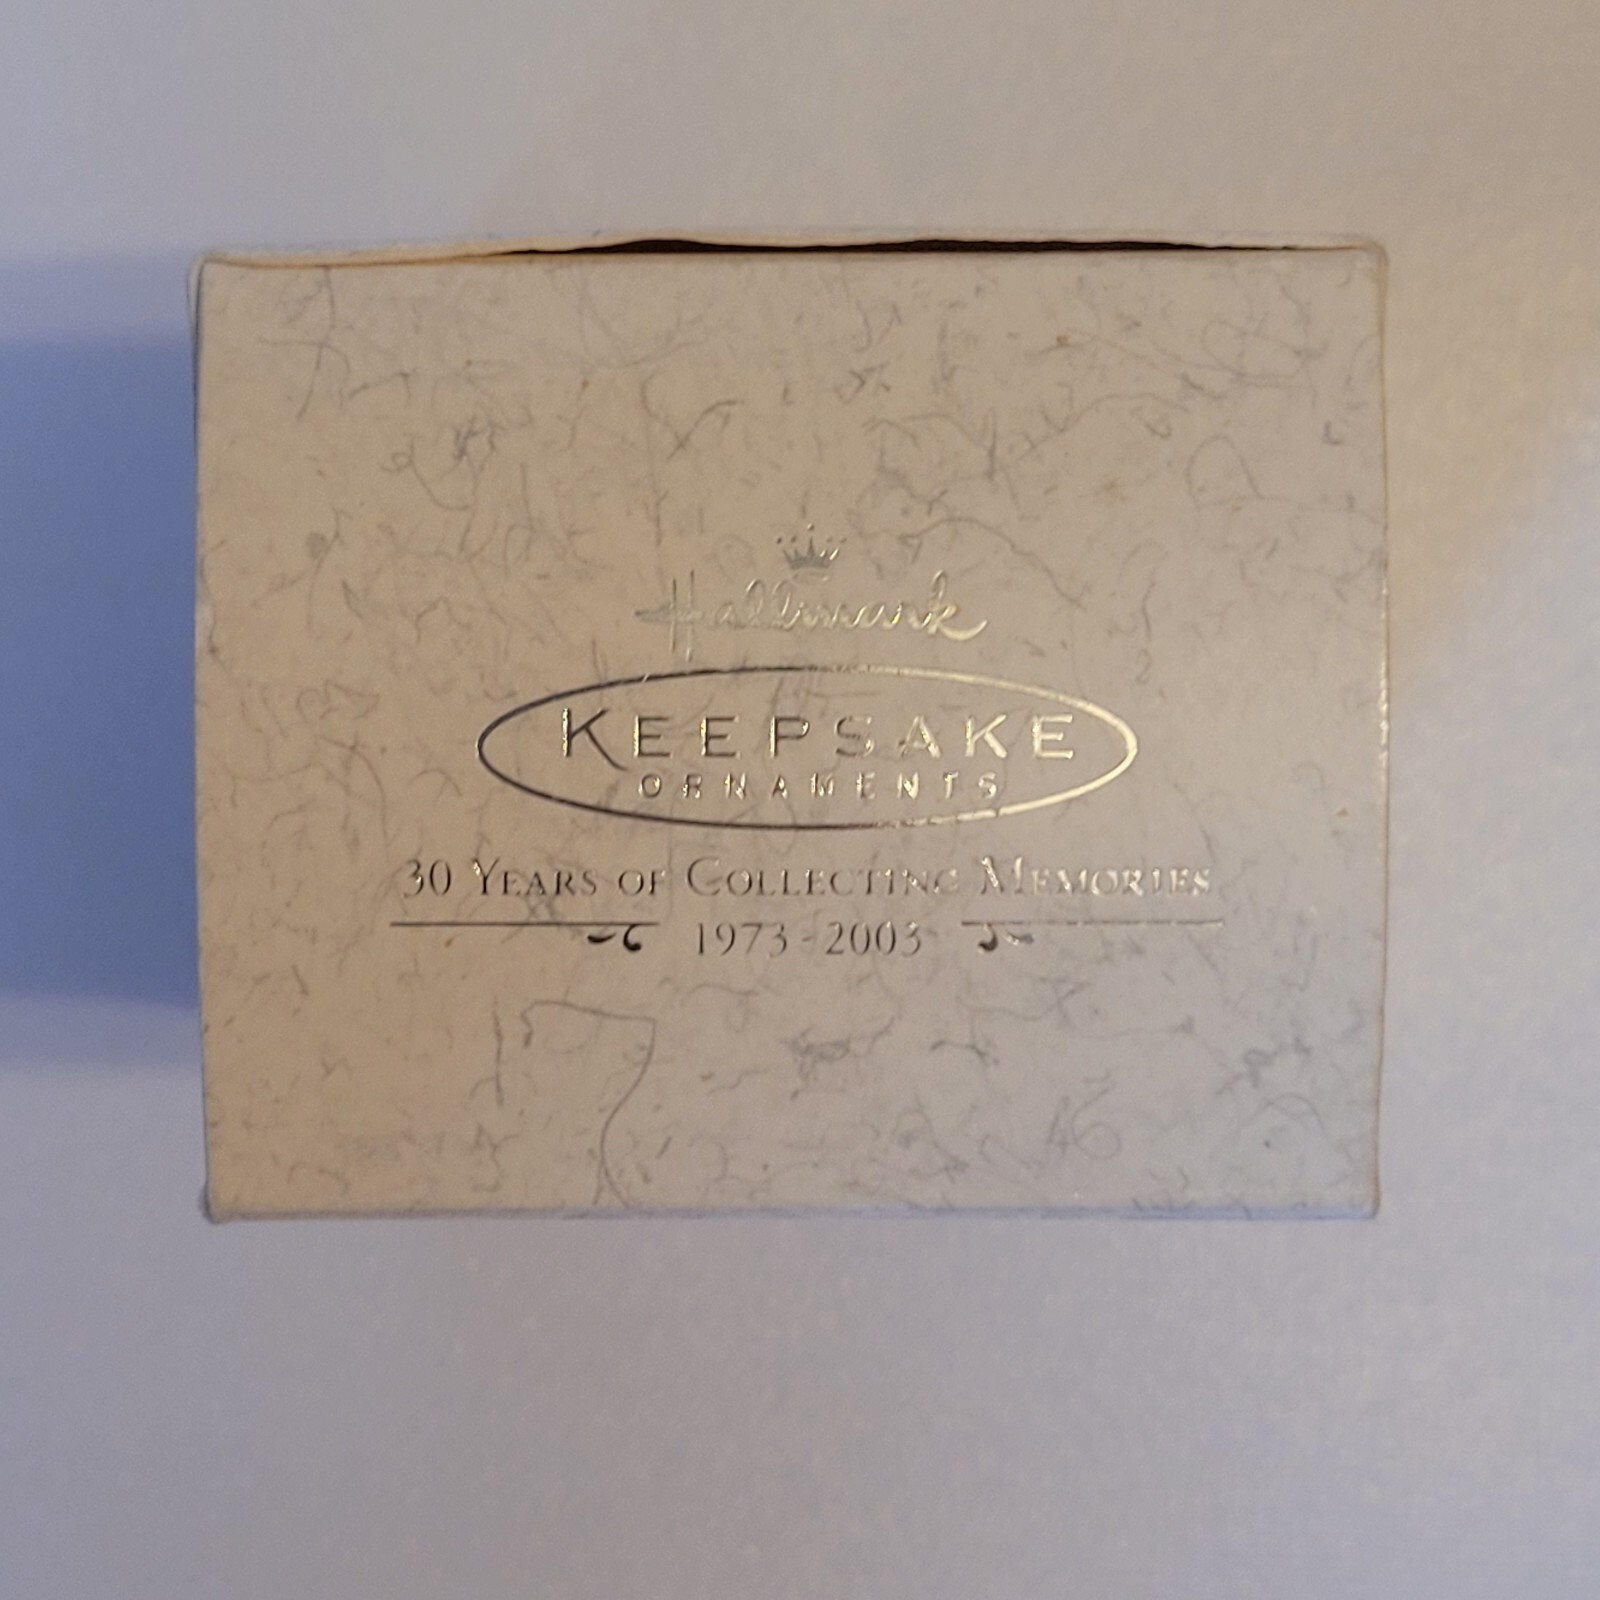 Hallmark
KEEPSAKE
ORNAMENTS
30 YEARS OF COLLECTING MEMORIES
1973-2003